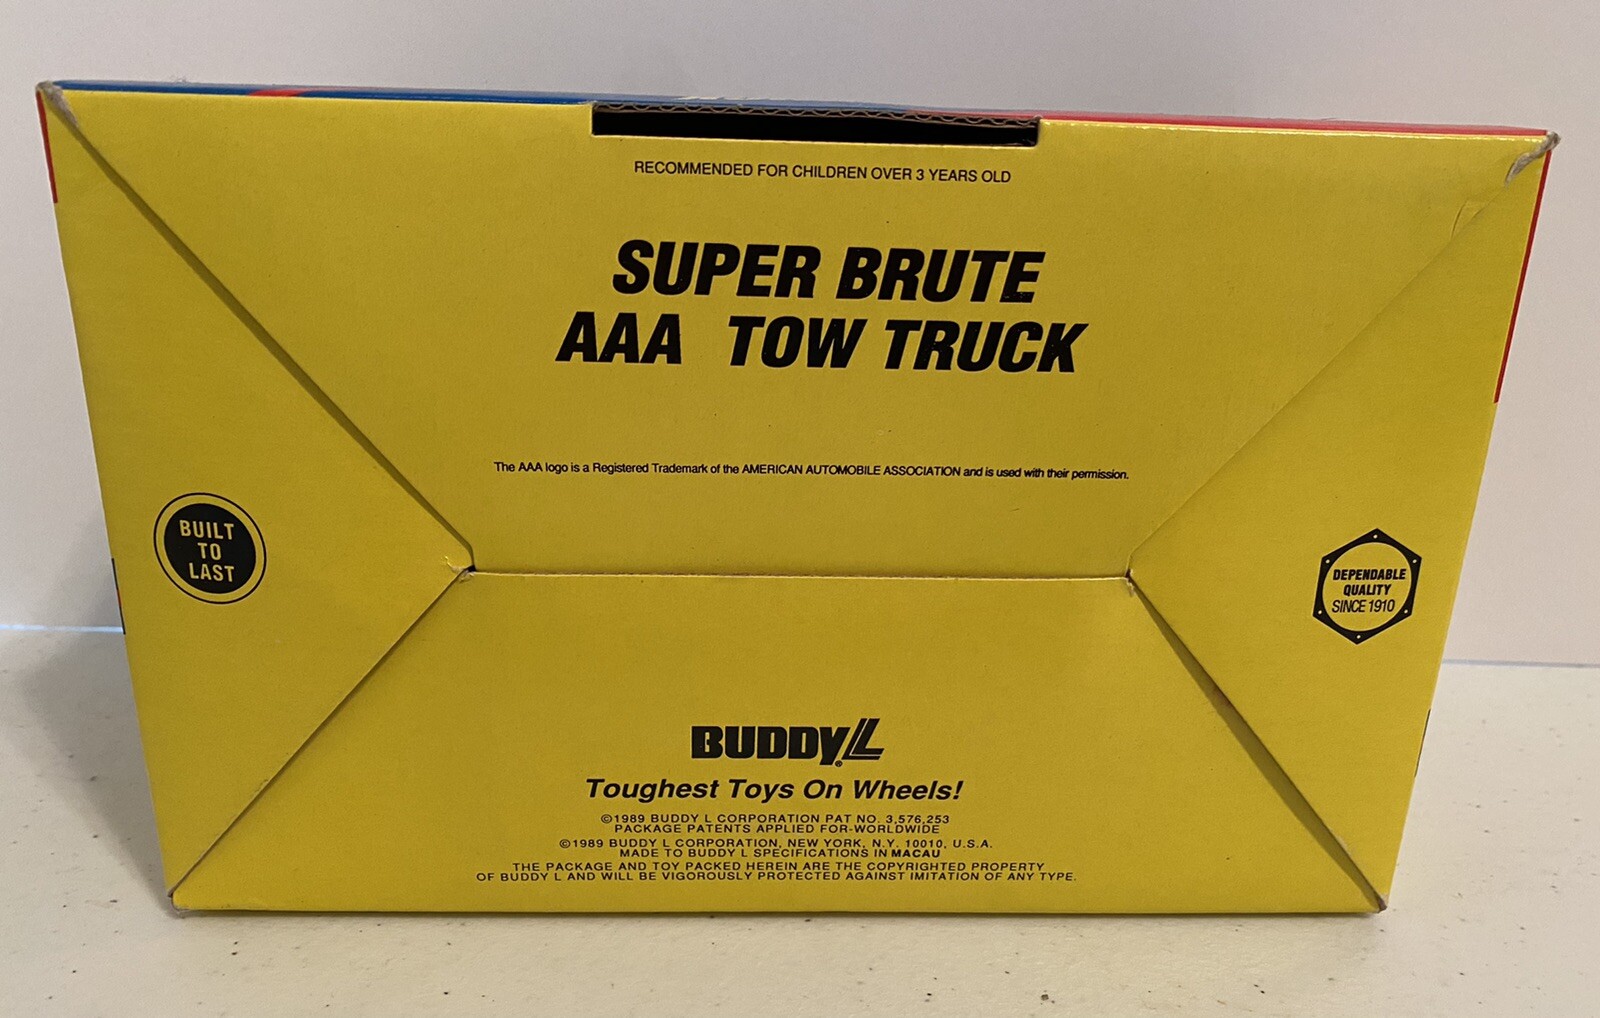 RECOMMENDED FOR CHILDREN OVER 3 YEARS OLD
SUPER BRUTE
AAA TOW TRUCK
The AAA logo is a Registered Trademark of the AMERICAN AUTOMOBILE ASSOCIATION and is used with their permission.
BUILT
TO
LAST
DEPENDABLE
QUALITY
SINCE 1910
BUDDY L®
Toughest Toys On Wheels!
©1989 BUDDY L CORPORATION PAT NO. 3,576,253
PACKAGE PATENTS APPLIED FOR-WORLDWIDE
©1989 BUDDY L CORPORATION, NEW YORK, N.Y. 10010, U.S.A.
MADE TO BUDDY L SPECIFICATIONS IN MACAU
THE PACKAGE AND TOY PACKED HEREIN ARE THE COPYRIGHTED PROPERTY
OF BUDDY L AND WILL BE VIGOROUSLY PROTECTED AGAINST IMITATION OF ANY TYPE.